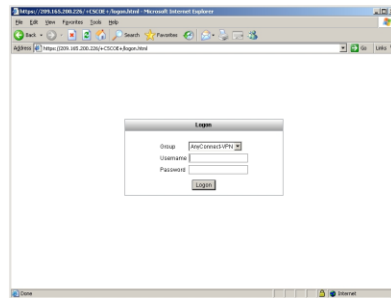 https://209.165.200.226/+CSCOE+/logon.html - Microsoft Internet Explorer
File Edit View Favorites Tools Help
Back Search Favorites
Address https://209.165.200.226/+CSCOE+/logon.html Go Links
Logon
Group AnyConnect-VPN
Username
Password
Logon
Done Internet